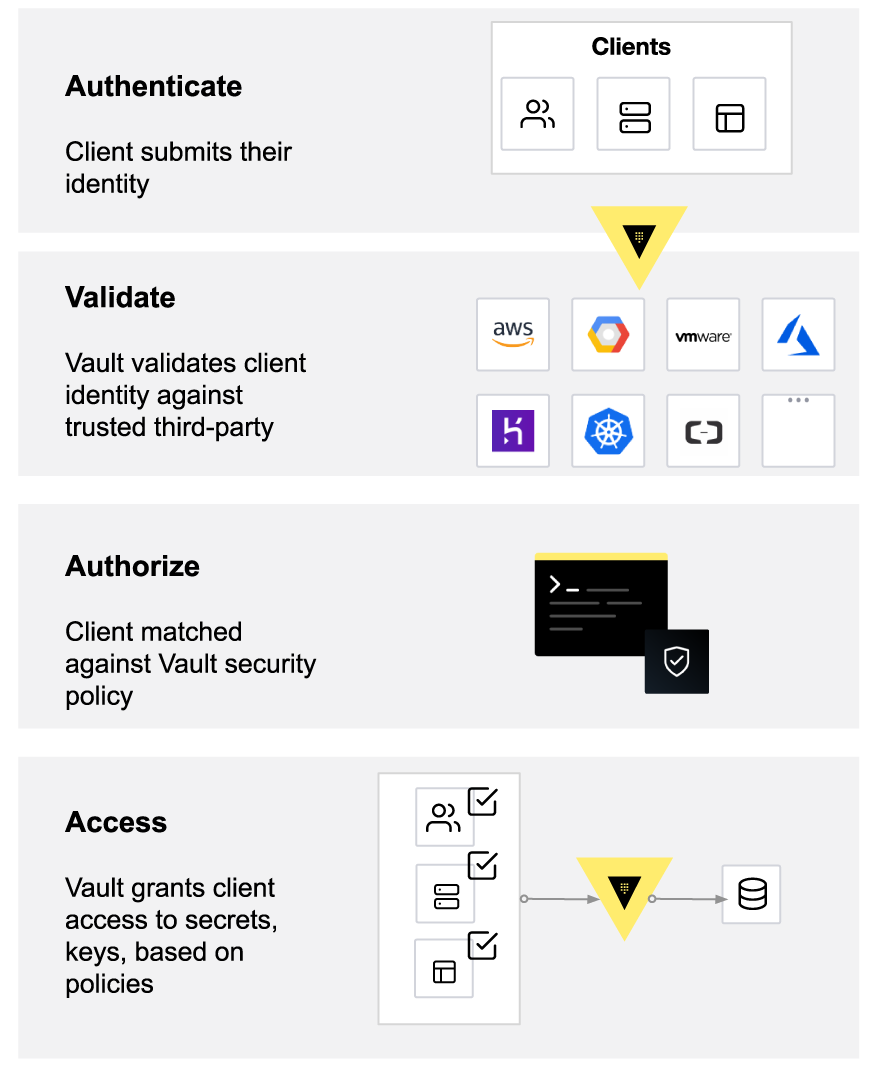 Authenticate
Client submits their
identity
Clients
Validate
Vault validates client
identity against
trusted third-party
aws
vmware®
Authorize
Client matched
against Vault security
policy
Access
Vault grants client
access to secrets,
keys, based on
policies